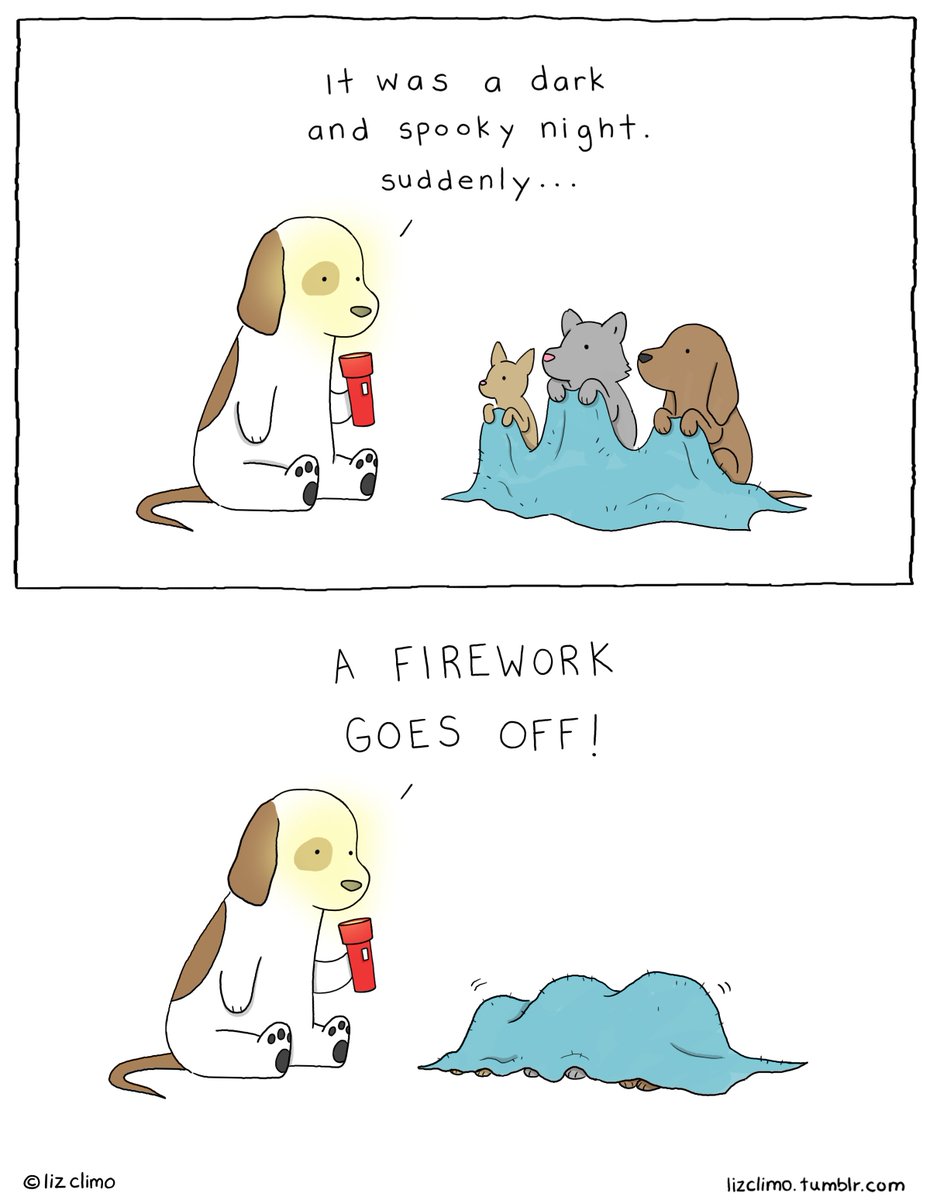 It was a dark
and spooky night.
suddenly...
A FIREWORK
GOES OFF!
© liz climo
lizclimo.tumblr.com